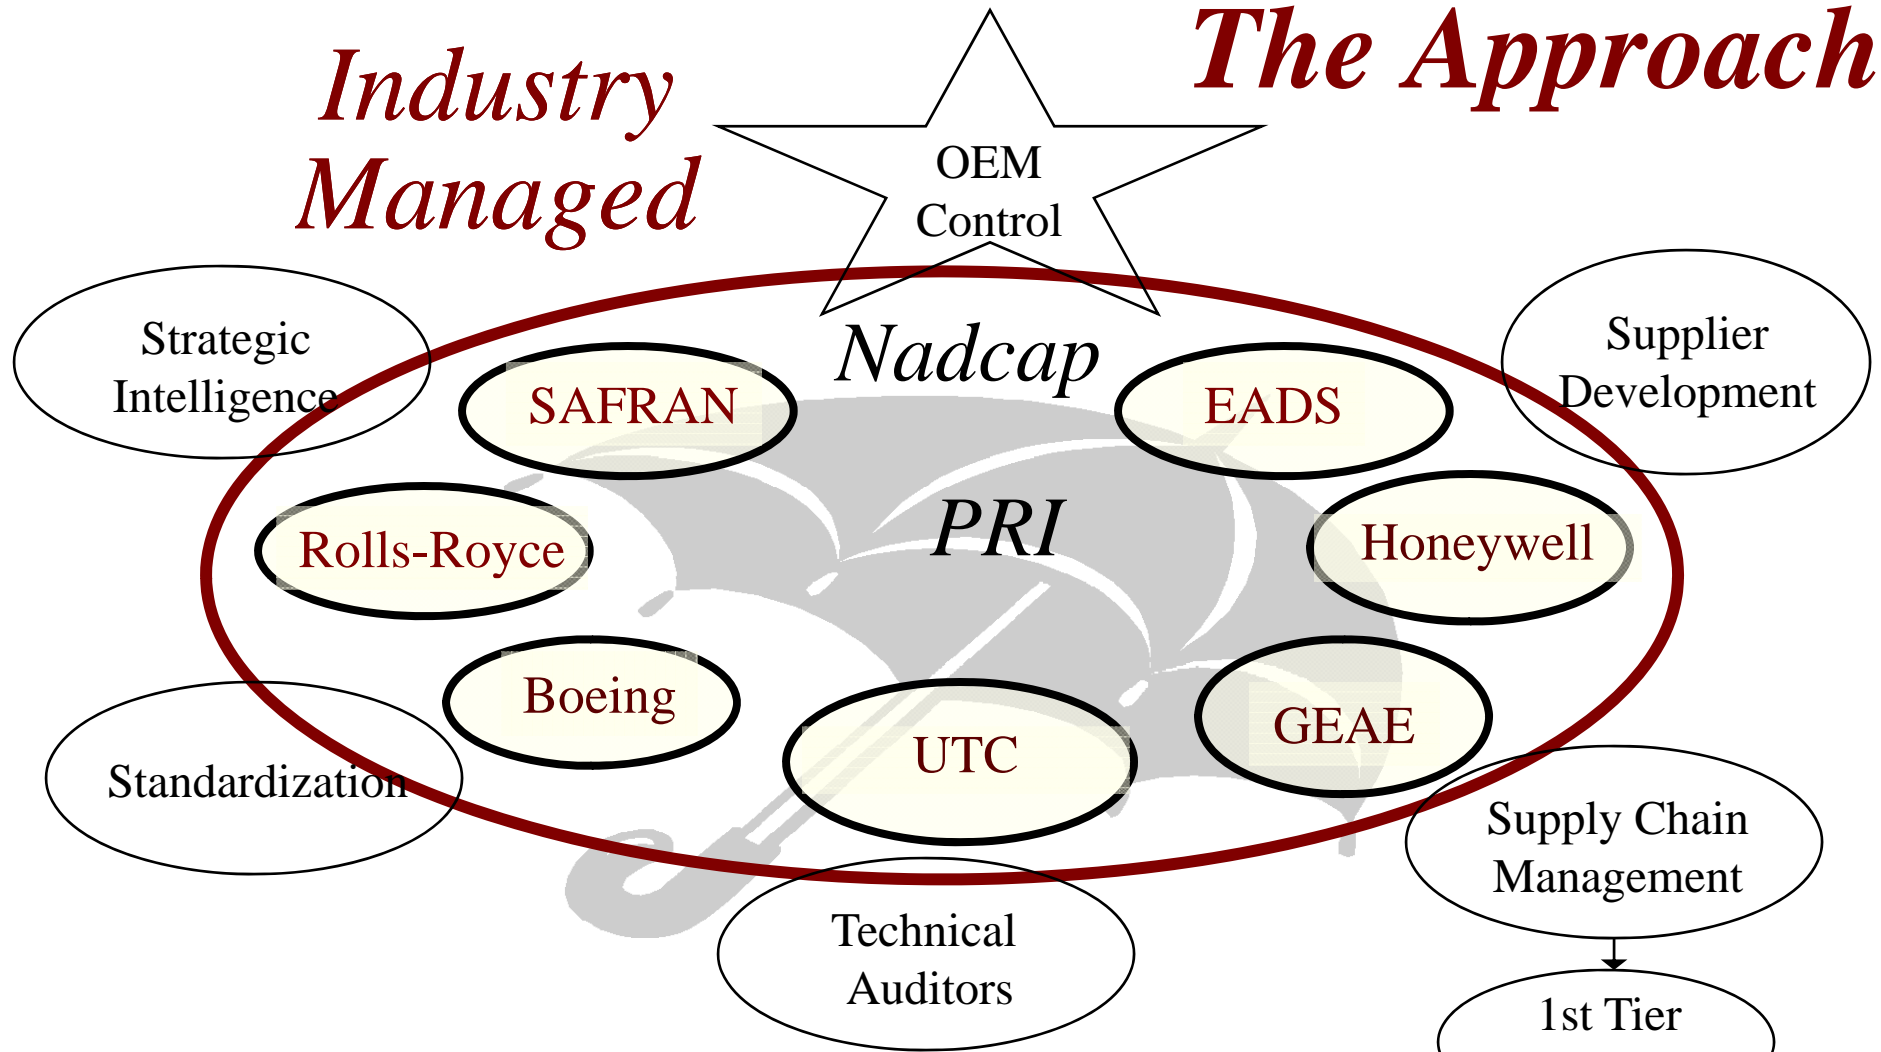 The Approach
Industry
Managed
OEM
Control
Strategic
Intelligence
Supplier
Development
Nadcap
SAFRAN
EADS
PRI
Rolls-Royce
Honeywell
Boeing
UTC
GEAE
Standardization
Supply Chain
Management
Technical
Auditors
1st Tier